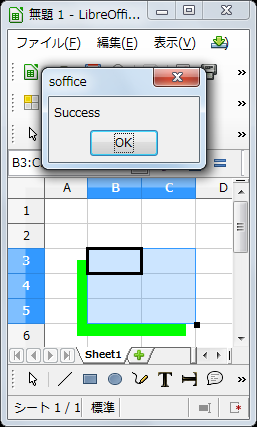 無題 1 - LibreOffi...
ファイル(F) 編集(E) 表示(V) »
soffice
Success
OK
B3:C
A B C D
1
2
3
4
5
6
Sheet1
T
シート 1 / 1 標準